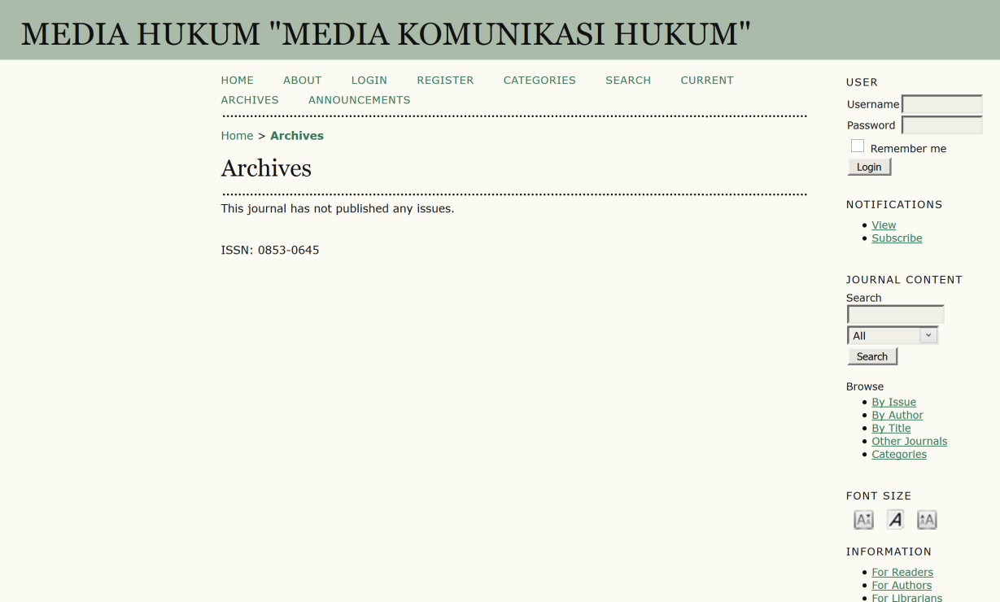 MEDIA HUKUM "MEDIA KOMUNIKASI HUKUM"
HOME ABOUT LOGIN REGISTER CATEGORIES SEARCH CURRENT
ARCHIVES ANNOUNCEMENTS
Home > Archives
Archives
This journal has not published any issues.
ISSN: 0853-0645
USER
Username
Password
Remember me
Login
NOTIFICATIONS
View
Subscribe
JOURNAL CONTENT
Search
All
Search
Browse
By Issue
By Author
By Title
Other Journals
Categories
FONT SIZE
INFORMATION
For Readers
For Authors
For Librarians